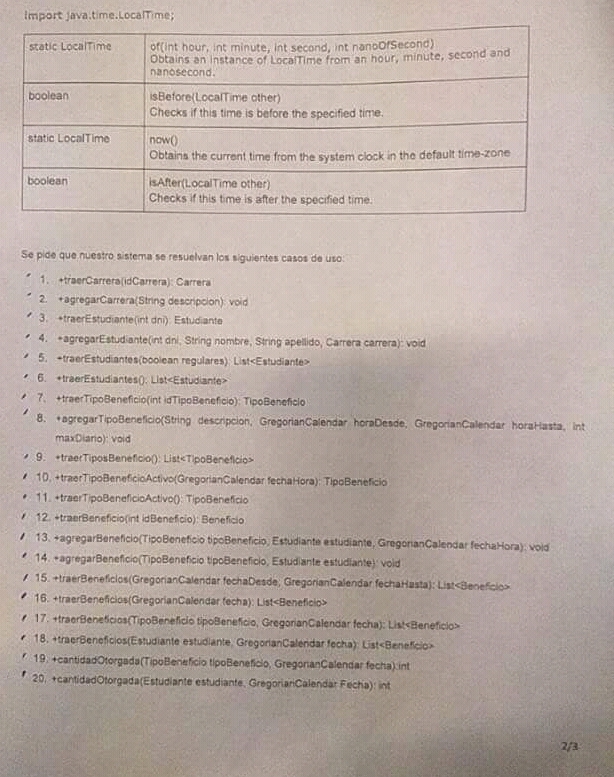 Import java.time.LocalTime;
static LocalTime
of(int hour, int minute, int second, int nanoOfSecond)
Obtains an instance of LocalTime from an hour, minute, second and
nanosecond.
boolean
isBefore(LocalTime other)
Checks if this time is before the specified time.
static LocalTime
now()
Obtains the current time from the system clock in the default time-zone
boolean
isAfter(LocalTime other)
Checks if this time is after the specified time.
Se pide que nuestro sistema se resuelvan los siguientes casos de uso:
1. +traerCarrera(idCarrera): Carrera
2. +agregarCarrera(String descripcion): void
3. +traerEstudiante(int dni): Estudiante
4. +agregarEstudiante(int dni, String nombre, String apellido, Carrera carrera): void
5. +traerEstudiantes(boolean regulares): List<Estudiante>
6. +traerEstudiantes(): List<Estudiante>
7. +traerTipoBeneficio(int idTipoBeneficio): TipoBeneficio
8. +agregarTipoBeneficio(String descripcion, GregorianCalendar horaDesde, GregorianCalendar horaHasta, int
maxDiario): void
9. +traerTiposBeneficio(): List<TipoBeneficio>
10. +traerTipoBeneficioActivo(GregorianCalendar fechaHora): TipoBeneficio
11. +traerTipoBeneficioActivo(): TipoBeneficio
12. +traerBeneficio(int idBeneficio): Beneficio
13. +agregarBeneficio(TipoBeneficio tipoBeneficio, Estudiante estudiante, GregorianCalendar fechaHora): void
14. +agregarBeneficio(TipoBeneficio tipoBeneficio, Estudiante estudiante): void
15. +traerBeneficios(GregorianCalendar fechaDesde, GregorianCalendar fechaHasta): List<Beneficio>
16. +traerBeneficios(GregorianCalendar fecha): List<Beneficio>
17. +traerBeneficios(TipoBeneficio tipoBeneficio, GregorianCalendar fecha): List<Beneficio>
18. +traerBeneficios(Estudiante estudiante, GregorianCalendar fecha): List<Beneficio>
19. +cantidadOtorgada(TipoBeneficio tipoBeneficio, GregorianCalendar fecha):int
20. +cantidadOtorgada(Estudiante estudiante, GregorianCalendar Fecha): int
2/3